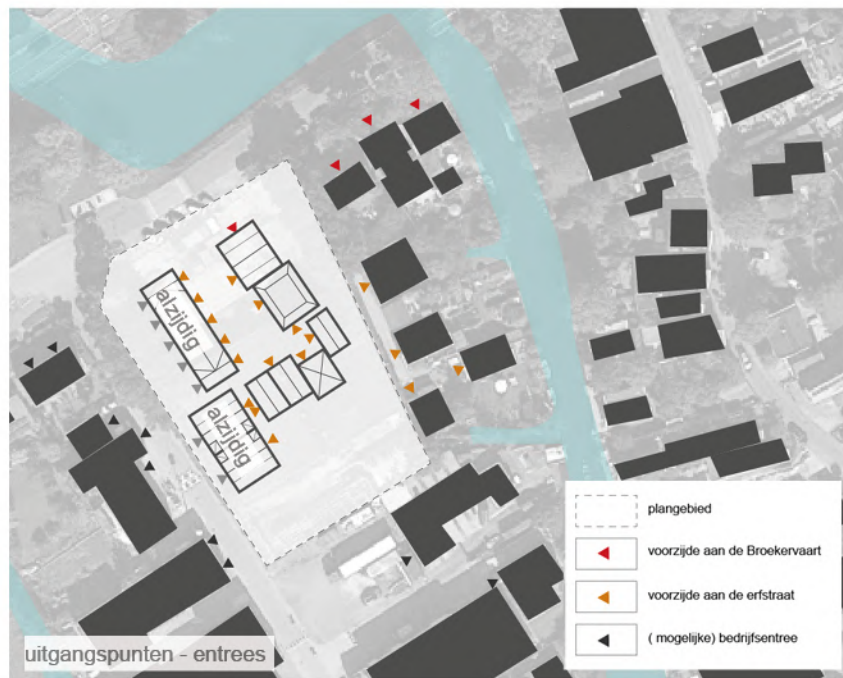 alzijdig
alzijdig
plangebied
voorzijde aan de Broekervaart
voorzijde aan de erfstraat
( mogelijke) bedrijfsentree
uitgangspunten - entrees